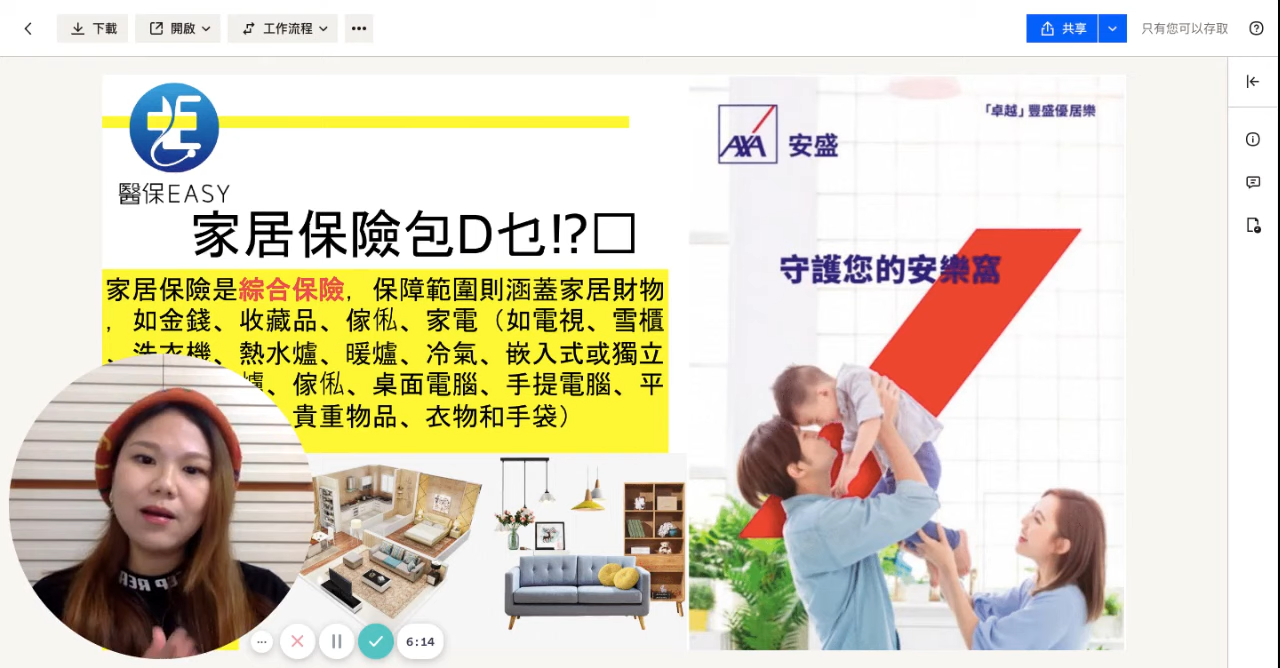 下載
開啟
工作流程
共享
只有您可以存取
醫保EASY
家居保險包D乜!?
家居保險是綜合保險，保障範圍則涵蓋家居財物
，如金錢、收藏品、傢俬、家電（如電視、雪櫃
、洗衣機、熱水爐、暖爐、冷氣、嵌入式或獨立
爐、傢俬、桌面電腦、手提電腦、平
貴重物品、衣物和手袋）
AXA 安盛
「卓越」豐盛優居樂
守護您的安樂窩
6:14